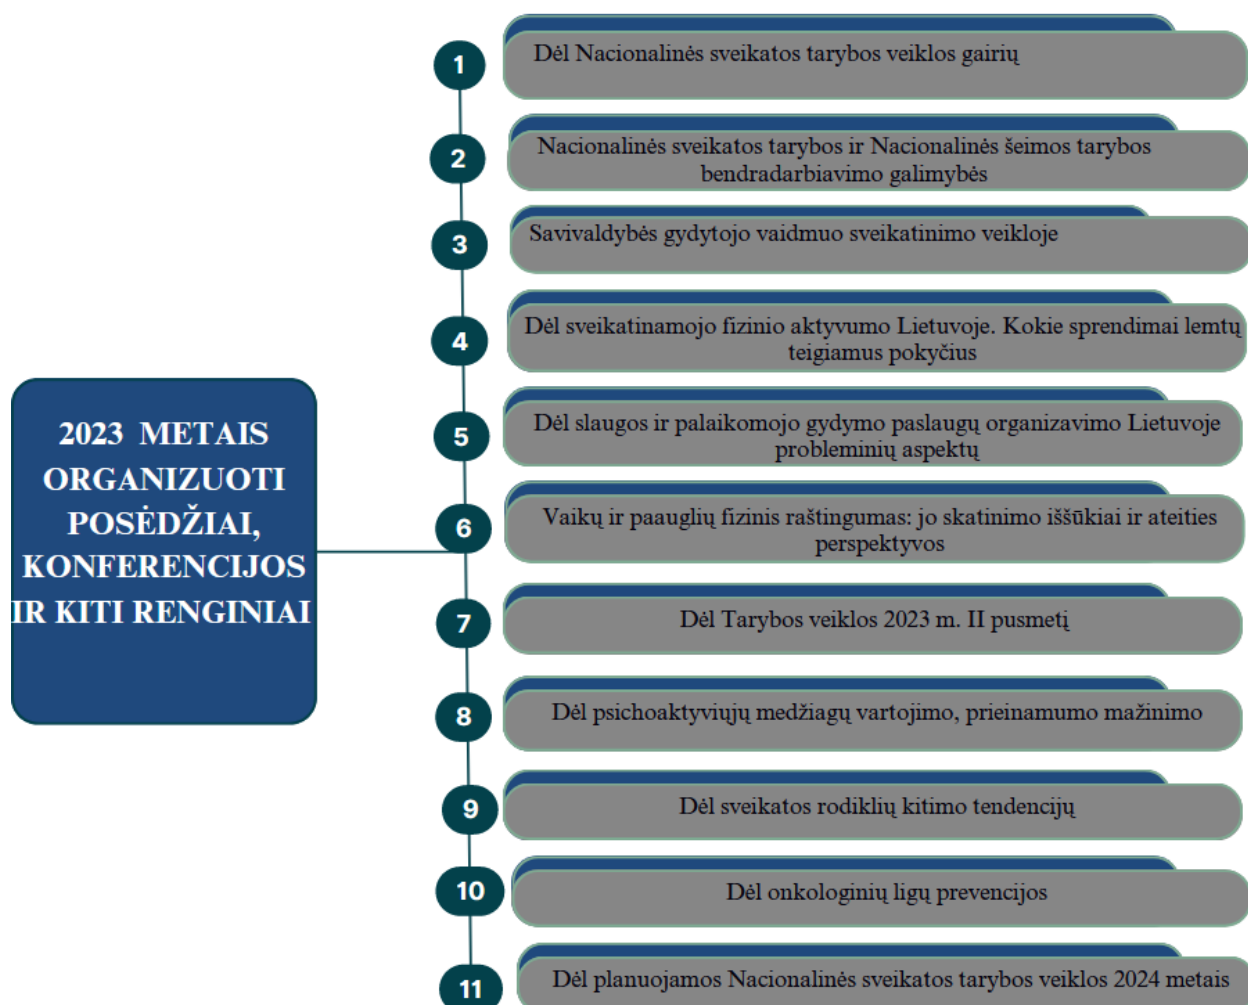 2023 METAIS
ORGANIZUOTI
POSĖDŽIAI,
KONFERENCIJOS
IR KITI RENGINIAI
1
Dėl Nacionalinės sveikatos tarybos veiklos gairių
2
Nacionalinės sveikatos tarybos ir Nacionalinės šeimos tarybos
bendradarbiavimo galimybės
3
Savivaldybės gydytojo vaidmuo sveikatinimo veikloje
4
Dėl sveikatinamojo fizinio aktyvumo Lietuvoje. Kokie sprendimai lemtų
teigiamus pokyčius
5
Dėl slaugos ir palaikomojo gydymo paslaugų organizavimo Lietuvoje
probleminių aspektų
6
Vaikų ir paauglių fizinis raštingumas: jo skatinimo iššūkiai ir ateities
perspektyvos
7
Dėl Tarybos veiklos 2023 m. II pusmetį
8
Dėl psichoaktyviųjų medžiagų vartojimo, prieinamumo mažinimo
9
Dėl sveikatos rodiklių kitimo tendencijų
10
Dėl onkologinių ligų prevencijos
11
Dėl planuojamos Nacionalinės sveikatos tarybos veiklos 2024 metais